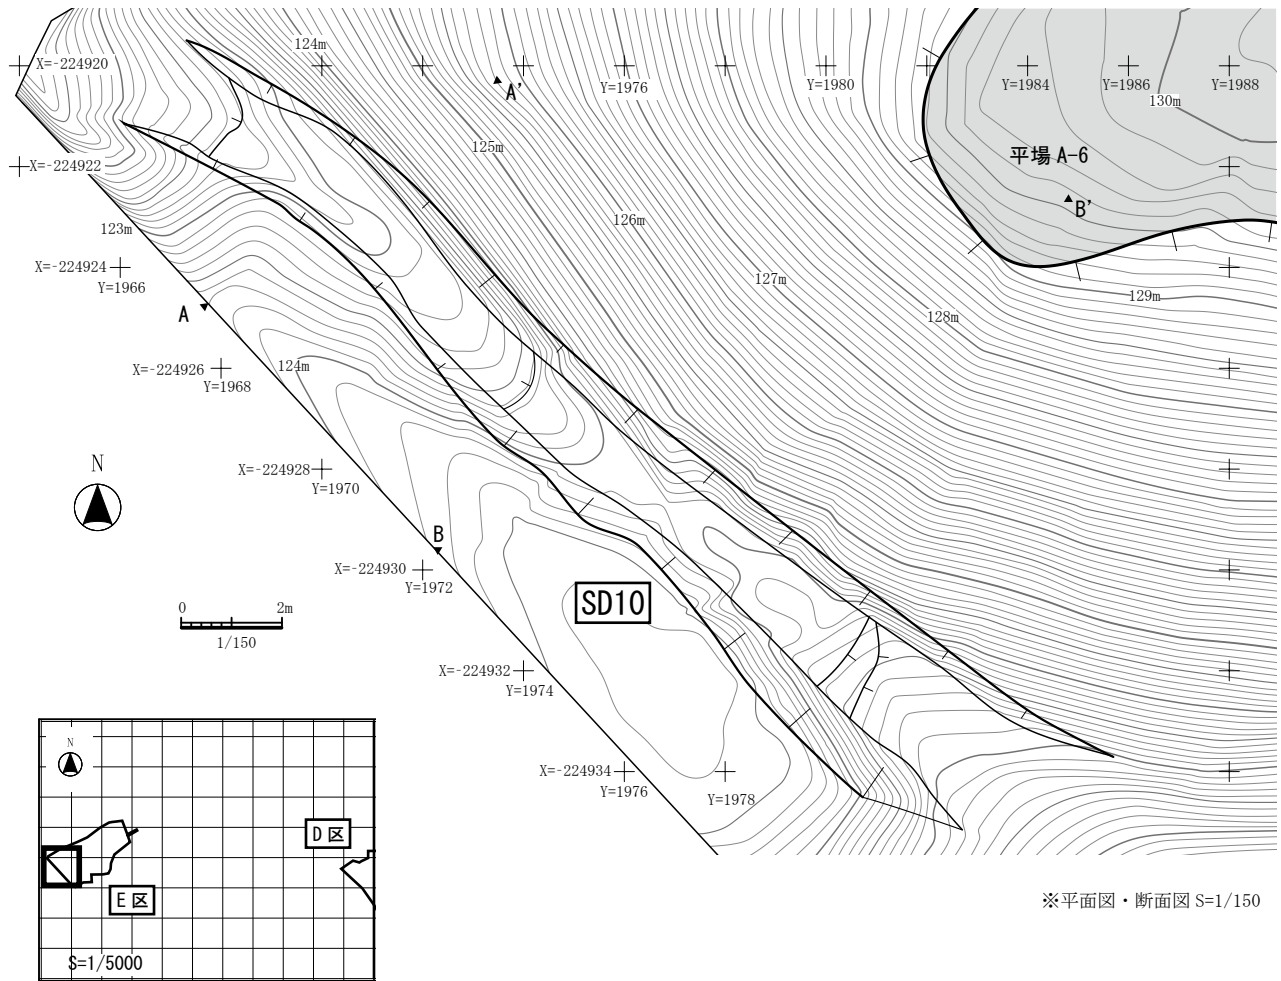 124m
X=-224920
A'
Y=1976
Y=1980
Y=1984
Y=1986
Y=1988
130m
125m
平場 A-6
X=-224922
B'
126m
123m
X=-224924
Y=1966
127m
129m
A
128m
X=-224926
124m
Y=1968
N
X=-224928
Y=1970
B
X=-224930
Y=1972
SD10
0 2m
1/150
X=-224932
Y=1974
N
X=-224934
Y=1976
Y=1978
D 区
E 区
※平面図・断面図 S=1/150
S=1/5000